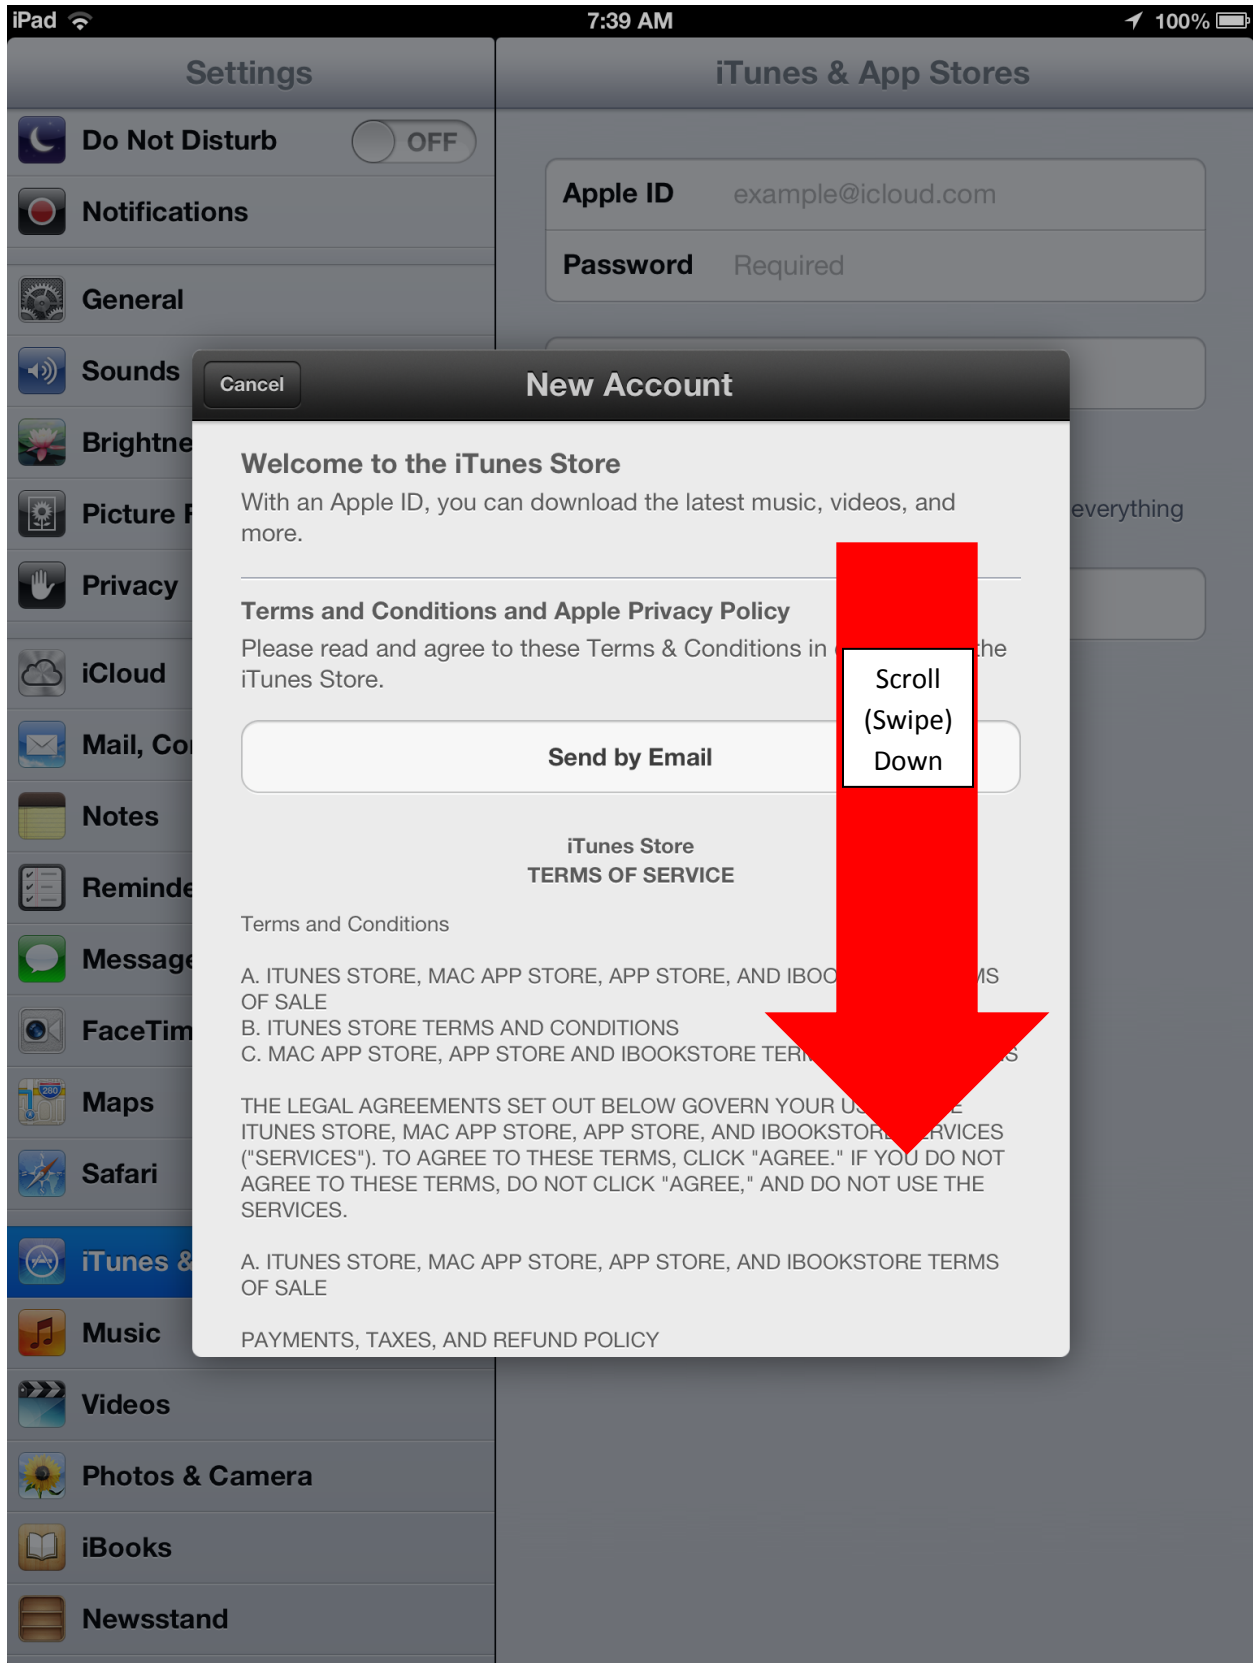 iPad
7:39 AM
100%
Settings
iTunes & App Stores
Do Not Disturb
OFF
Notifications
General
Sounds
Brightne
Picture F
Privacy
iCloud
Mail, Co
Notes
Reminde
Message
FaceTim
Maps
280
Safari
iTunes &
Music
Videos
Photos & Camera
iBooks
Newsstand
Apple ID example@icloud.com
Password Required
everything
Cancel
New Account
Welcome to the iTunes Store
With an Apple ID, you can download the latest music, videos, and
more.
Terms and Conditions and Apple Privacy Policy
Please read and agree to these Terms & Conditions in the
iTunes Store.
Send by Email
Scroll
(Swipe)
Down
iTunes Store
TERMS OF SERVICE
Terms and Conditions
A. ITUNES STORE, MAC APP STORE, APP STORE, AND IBOO MS
OF SALE
B. ITUNES STORE TERMS AND CONDITIONS
C. MAC APP STORE, APP STORE AND IBOOKSTORE TER S
THE LEGAL AGREEMENTS SET OUT BELOW GOVERN YOUR U E
ITUNES STORE, MAC APP STORE, APP STORE, AND IBOOKSTORE SERVICES
("SERVICES"). TO AGREE TO THESE TERMS, CLICK "AGREE." IF YOU DO NOT
AGREE TO THESE TERMS, DO NOT CLICK "AGREE," AND DO NOT USE THE
SERVICES.
A. ITUNES STORE, MAC APP STORE, APP STORE, AND IBOOKSTORE TERMS
OF SALE
PAYMENTS, TAXES, AND REFUND POLICY